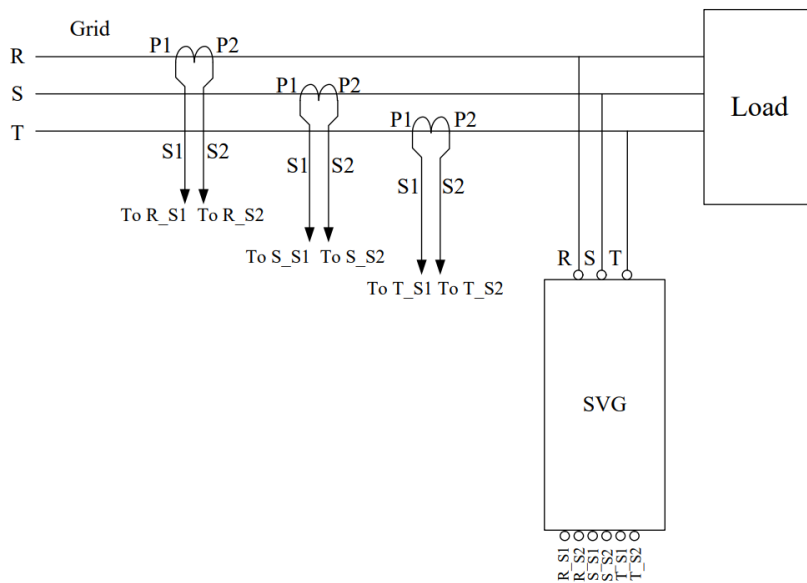 Grid
R
P1 P2
S
P1 P2
T
P1 P2
Load
S1 S2
S1 S2
S1 S2
To R_S1 To R_S2
To S_S1 To S_S2
To T_S1 To T_S2
R S T
SVG
R_S1
R_S2
S_S1
S_S2
T_S1
T_S2